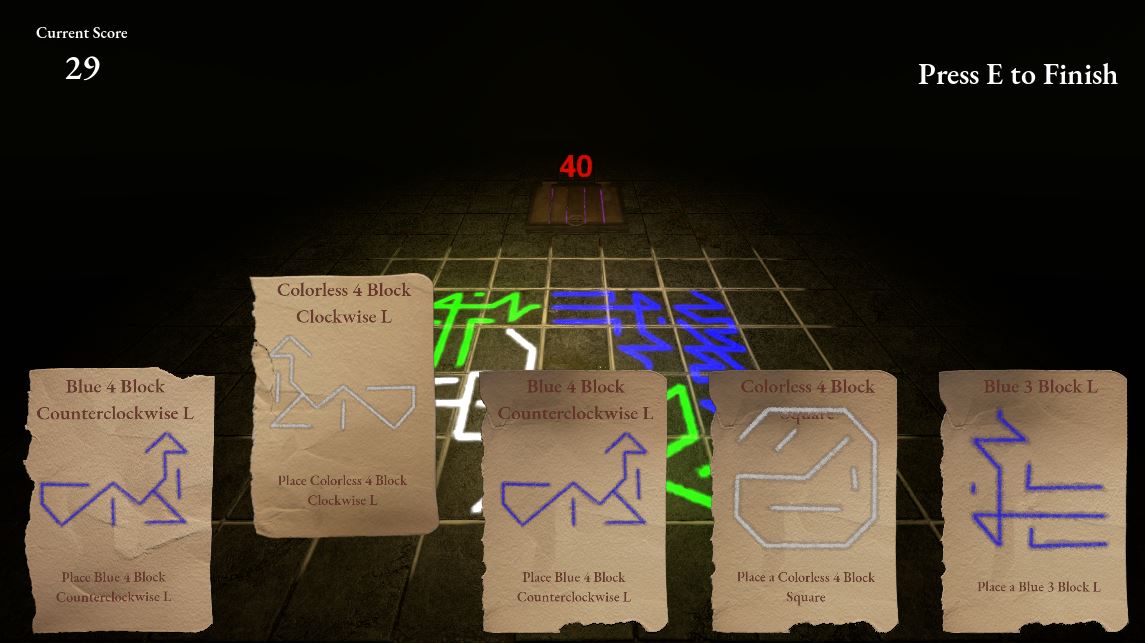 Current Score
29
Press E to Finish
40
Colorless 4 Block
Clockwise L
Place Colorless 4 Block
Clockwise L
Blue 4 Block
Counterclockwise L
Place Blue 4 Block
Counterclockwise L
Blue 4 Block
Counterclockwise L
Place Blue 4 Block
Counterclockwise L
Colorless 4 Block
Square
Place a Colorless 4 Block
Square
Blue 3 Block L
Place a Blue 3 Block L